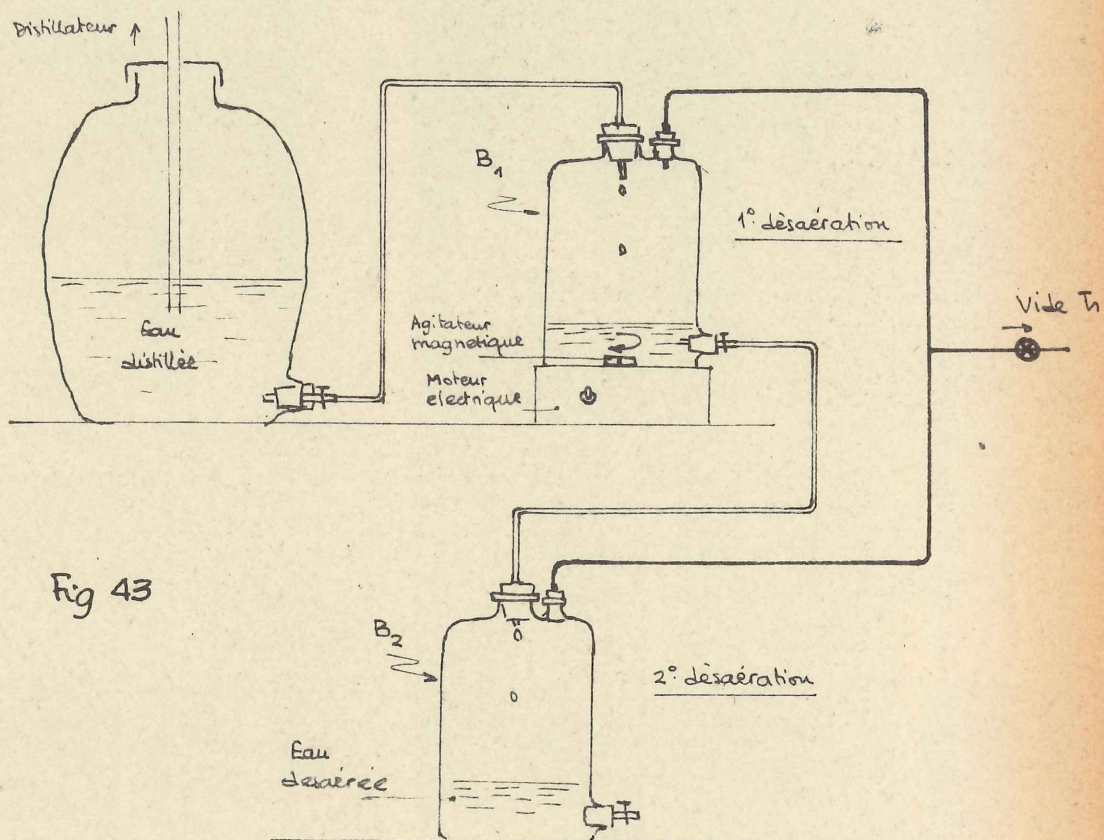 Distillateur
B1
1° désaération
Vide
Eau
distillée
Agitateur
magnetique
Moteur
electrique
Fig 43
B2
2° désaération
Eau
desaérée